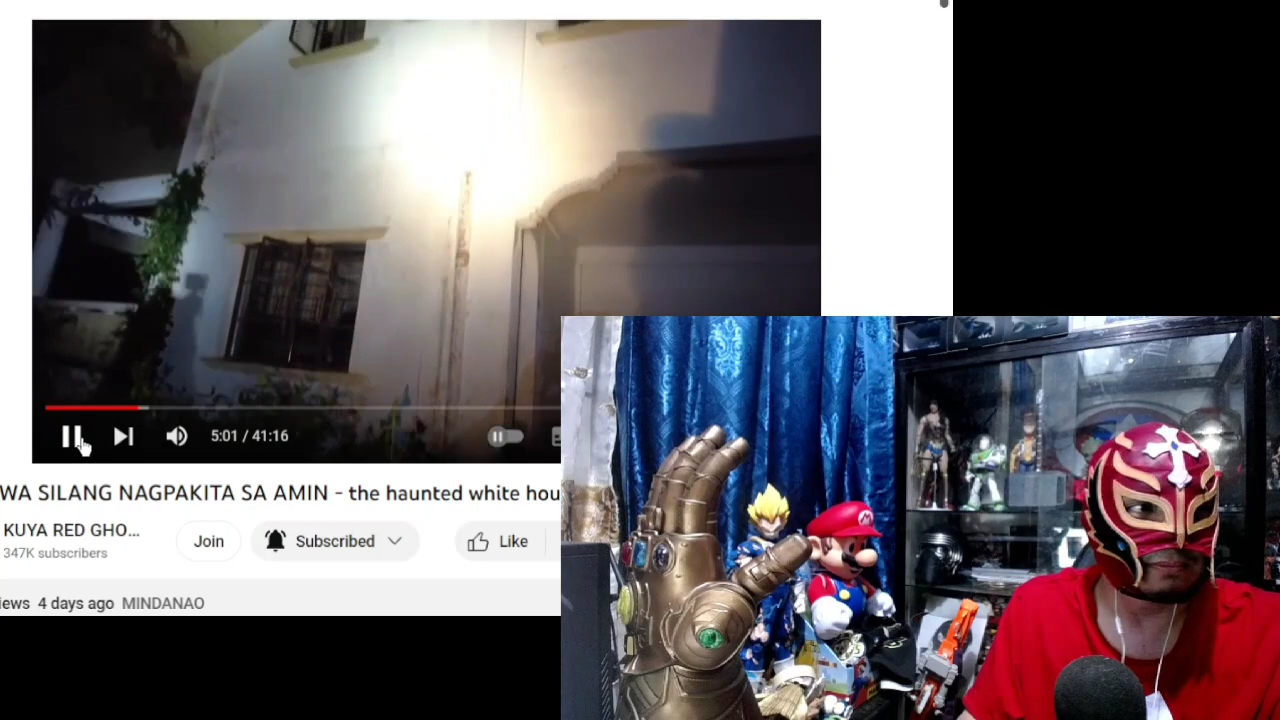 5:01 / 41:16
WA SILANG NAGPAKITA SA AMIN - the haunted white hou
KUYA RED GHO...
347K subscribers
Join
Subscribed
Like
iews 4 days ago MINDANAO